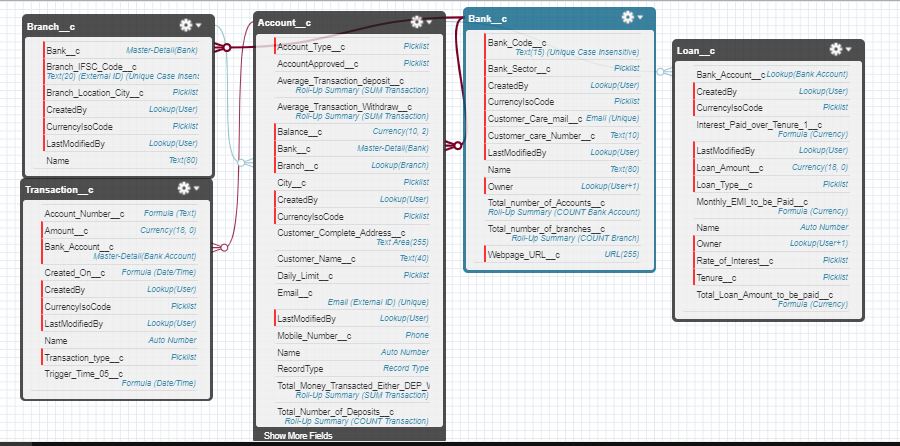 Branch__c
Bank__c Master-Detail(Bank)
Branch_IFSC_Code__c
Text(20) (External ID) (Unique Case Insens
Branch_Location_City__c Picklist
CreatedBy Lookup(User)
CurrencyIsoCode Picklist
LastModifiedBy Lookup(User)
Name Text(80)
Transaction__c
Account_Number__c Formula (Text)
Amount__c Currency(18, 0)
Bank_Account__c
Master-Detail(Bank Account)
Created_On__c Formula (Date/Time)
CreatedBy Lookup(User)
CurrencyIsoCode Picklist
LastModifiedBy Lookup(User)
Name Auto Number
Transaction_type__c Picklist
Trigger_Time_05__c
Formula (Date/Time)
Account__c
Account_Type__c Picklist
AccountApproved__c Picklist
Average_Transaction_deposit__c
Roll-Up Summary (SUM Transaction)
Average_Transaction_Withdraw__c
Roll-Up Summary (SUM Transaction)
Balance__c Currency(10, 2)
Bank__c Master-Detail(Bank)
Branch__c Lookup(Branch)
City__c Picklist
CreatedBy Lookup(User)
CurrencyIsoCode Picklist
Customer_Complete_Address__c
Text Area(255)
Customer_Name__c Text(40)
Daily_Limit__c Picklist
Email__c
Email (External ID) (Unique)
LastModifiedBy Lookup(User)
Mobile_Number__c Phone
Name Auto Number
RecordType Record Type
Total_Money_Transacted_Either_DEP_W
Roll-Up Summary (SUM Transaction)
Total_Number_of_Deposits__c
Roll-Up Summary (COUNT Transaction)
Show More Fields
Bank__c
Bank_Code__c
Text(15) (Unique Case Insensitive)
Bank_Sector__c Picklist
CreatedBy Lookup(User)
CurrencyIsoCode Picklist
Customer_Care_mail__c Email (Unique)
Customer_care_Number__c Text(10)
LastModifiedBy Lookup(User)
Name Text(80)
Owner Lookup(User+1)
Total_number_of_Accounts__c
Roll-Up Summary (COUNT Bank Account)
Total_number_of_branches__c
Roll-Up Summary (COUNT Branch)
Webpage_URL__c URL(255)
Loan__c
Bank_Account__c Lookup(Bank Account)
CreatedBy Lookup(User)
CurrencyIsoCode Picklist
Interest_Paid_over_Tenure_1__c
Formula (Currency)
LastModifiedBy Lookup(User)
Loan_Amount__c Currency(18, 0)
Loan_Type__c Picklist
Monthly_EMI_to_be_Paid__c
Formula (Currency)
Name Auto Number
Owner Lookup(User+1)
Rate_of_Interest__c Picklist
Tenure__c Picklist
Total_Loan_Amount_to_be_paid__c
Formula (Currency)